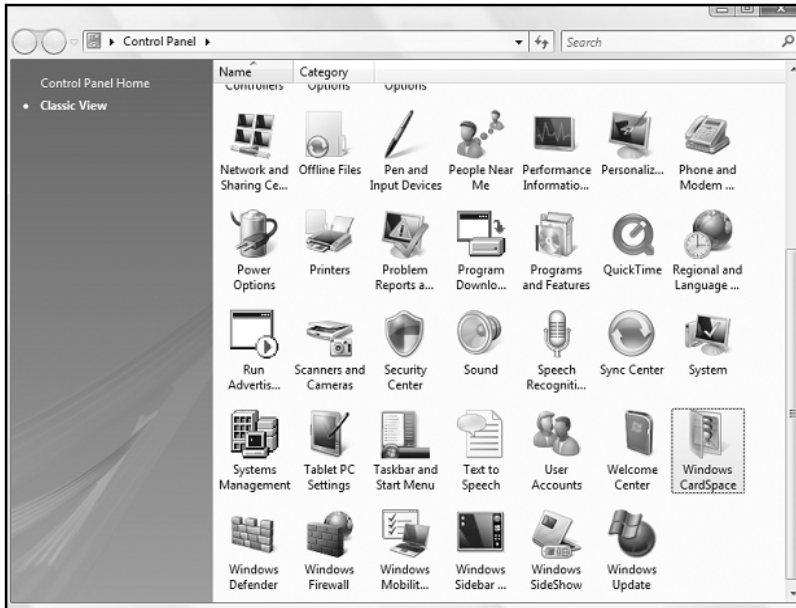 Control Panel
Search
Control Panel Home
Classic View
Name Category
Controllers Options Options
Network and Offline Files Pen and People Near Performance Personaliz... Phone and
Sharing Ce... Input Devices Me Informatio... Modem ...
Power Printers Problem Program Programs QuickTime Regional and
Options Reports a... Downlo... and Features Language ...
Run Scanners and Security Sound Speech Sync Center System
Advertis... Cameras Center Recogniti...
Systems Tablet PC Taskbar and Text to User Welcome Windows
Management Settings Start Menu Speech Accounts Center CardSpace
Windows Windows Windows Windows Windows Windows
Defender Firewall Mobilit... Sidebar ... SideShow Update